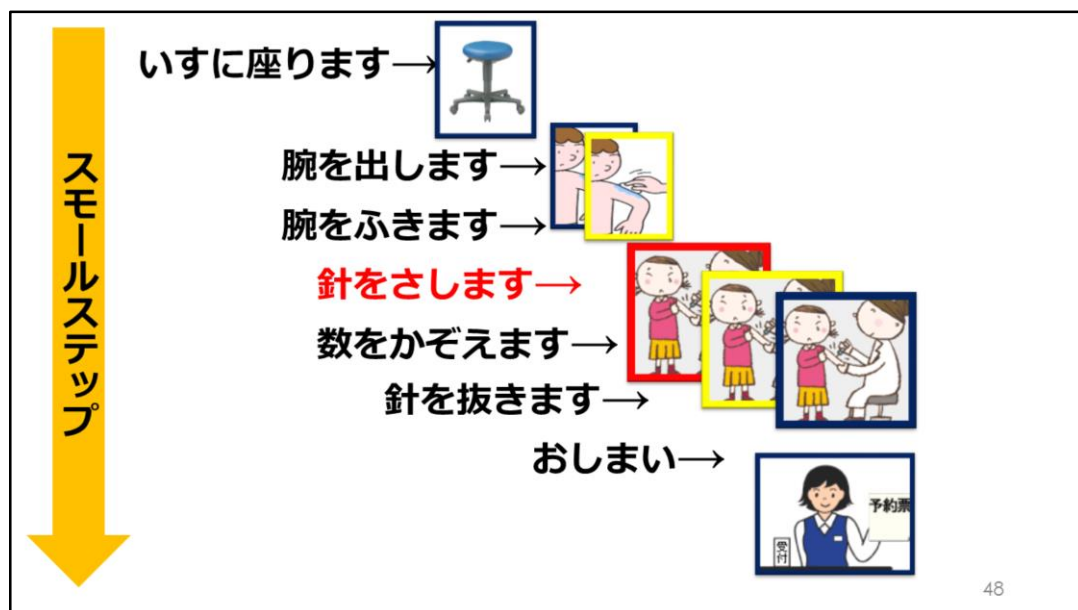 スモールステップ
いすに座ります→
腕を出します→
腕をふきます→
針をさします→
数をかぞえます→
針を抜きます→
おしまい→
予約票
受付
48